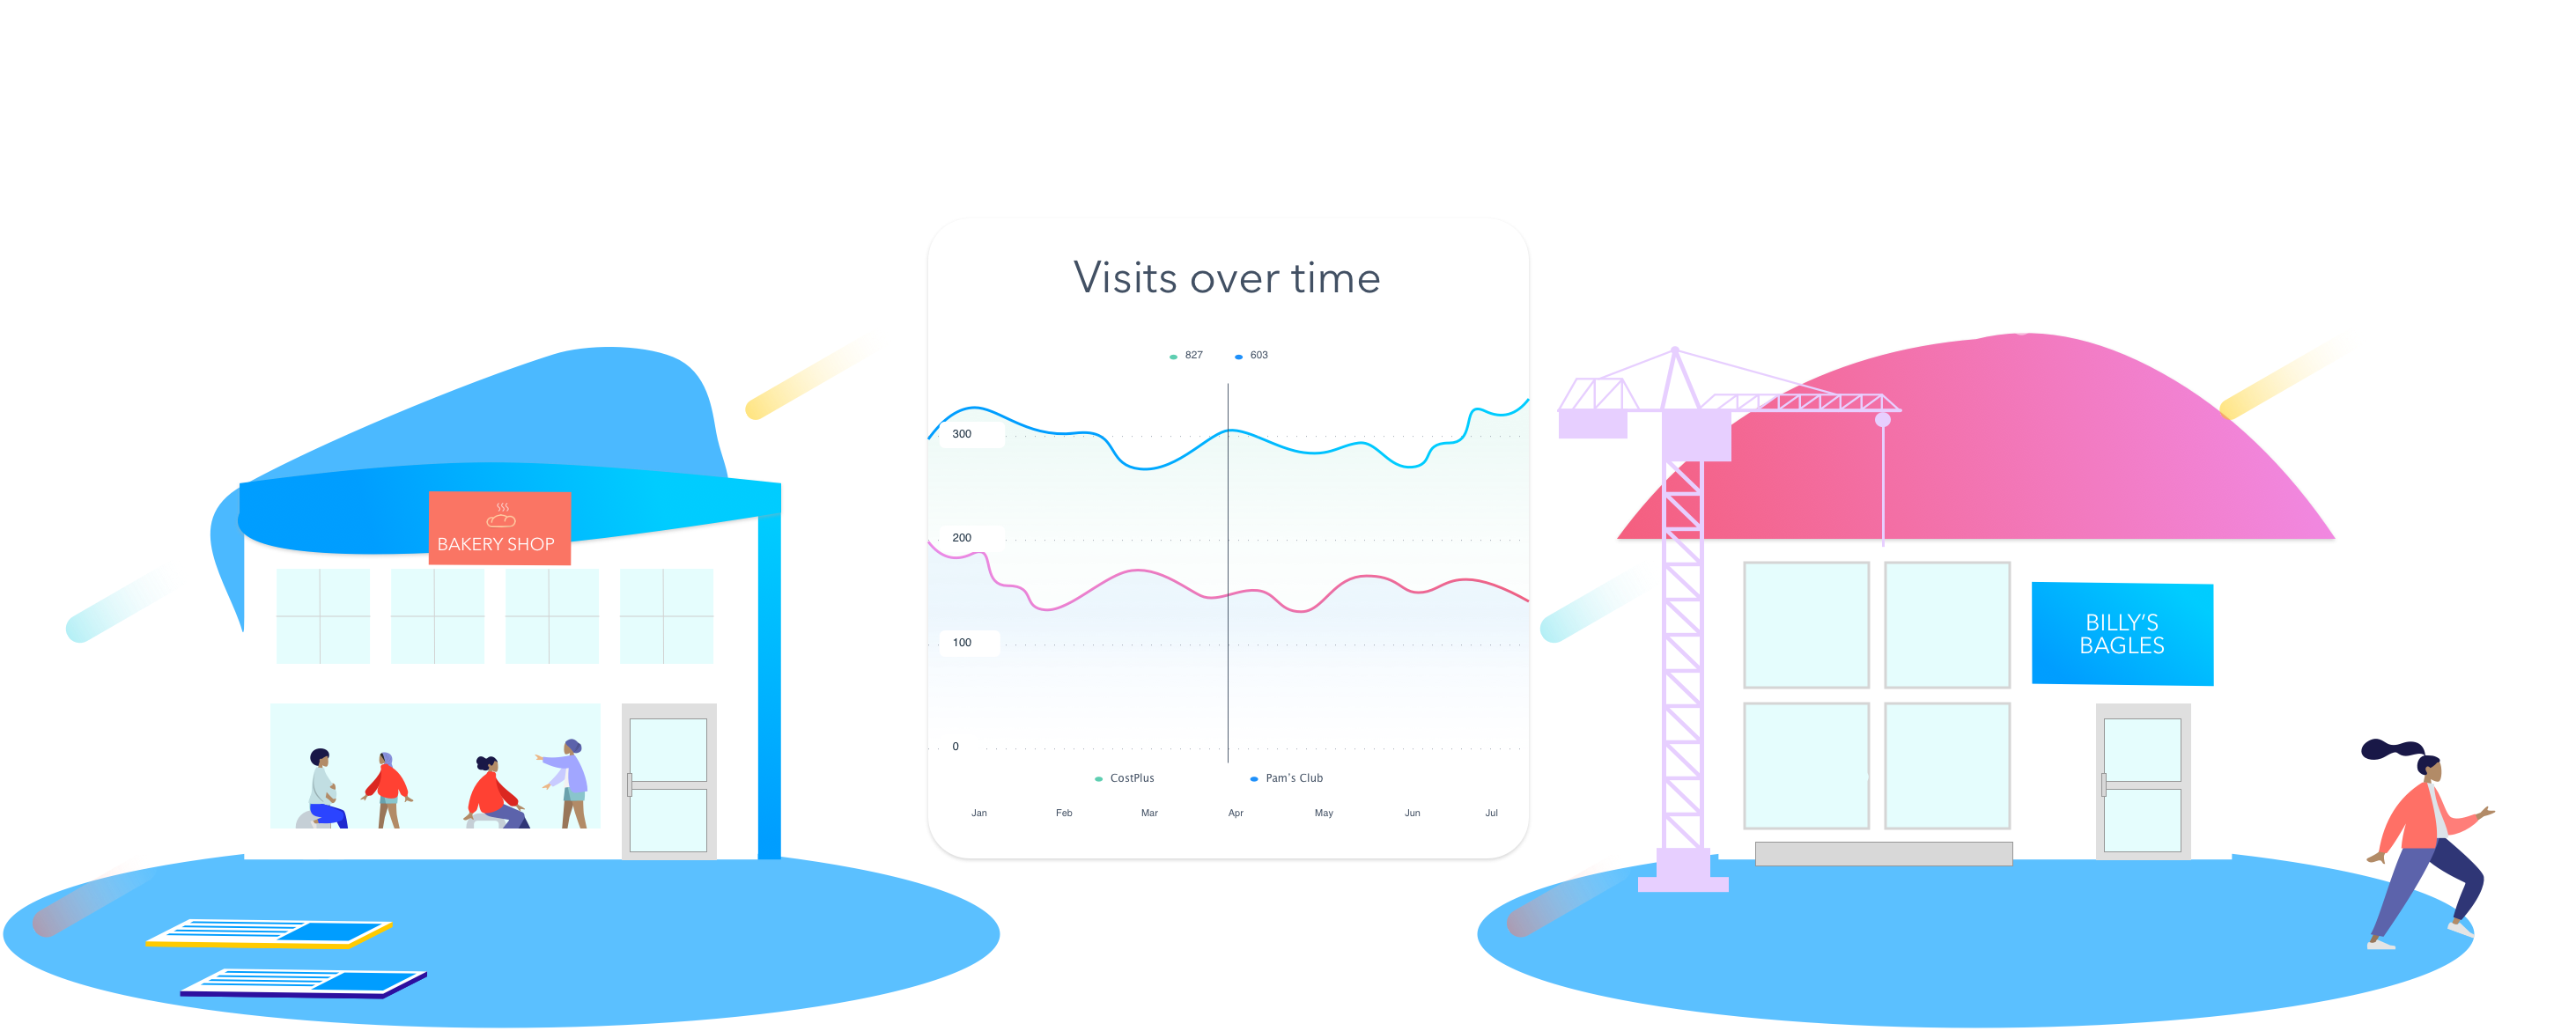 Visits over time
827 603
300
200
100
0
CostPlus Pam's Club
Jan Feb Mar Apr May Jun Jul
BAKERY SHOP
BILLY'S
BAGLES